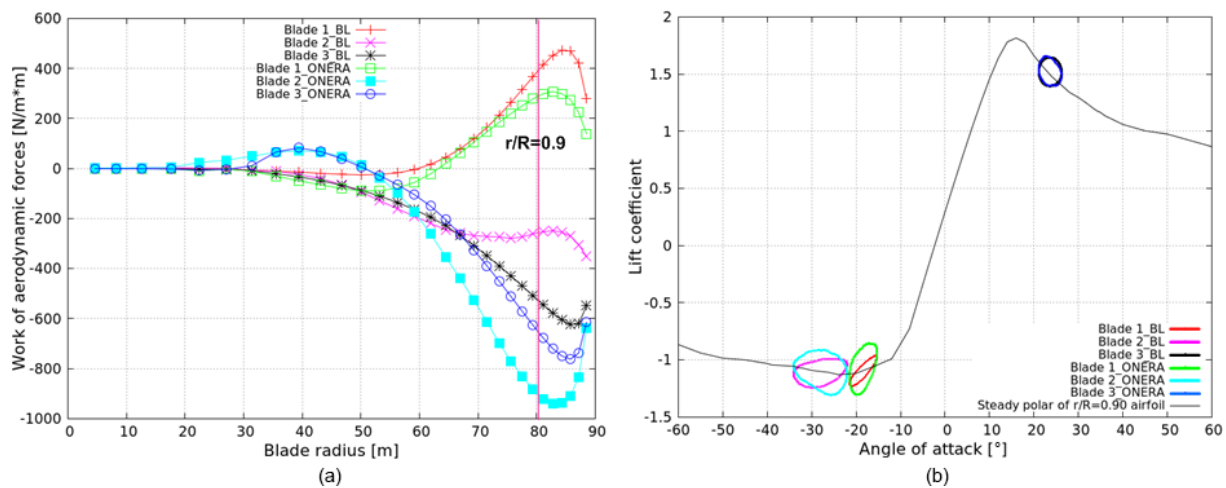 600
400
200
0
-200
-400
-600
-800
-1000
Work of aerodynamic forces [N/m*m]
Blade 1_BL
Blade 2_BL
Blade 3_BL
Blade 1_ONERA
Blade 2_ONERA
Blade 3_ONERA
r/R=0.9
0 10 20 30 40 50 60 70 80 90
Blade radius [m]
(a)
2
1.5
1
0.5
0
-0.5
-1
-1.5
Lift coefficient
Blade 1_BL
Blade 2_BL
Blade 3_BL
Blade 1_ONERA
Blade 2_ONERA
Blade 3_ONERA
Steady polar of r/R=0.90 airfoil
-60 -50 -40 -30 -20 -10 0 10 20 30 40 50 60
Angle of attack [°]
(b)